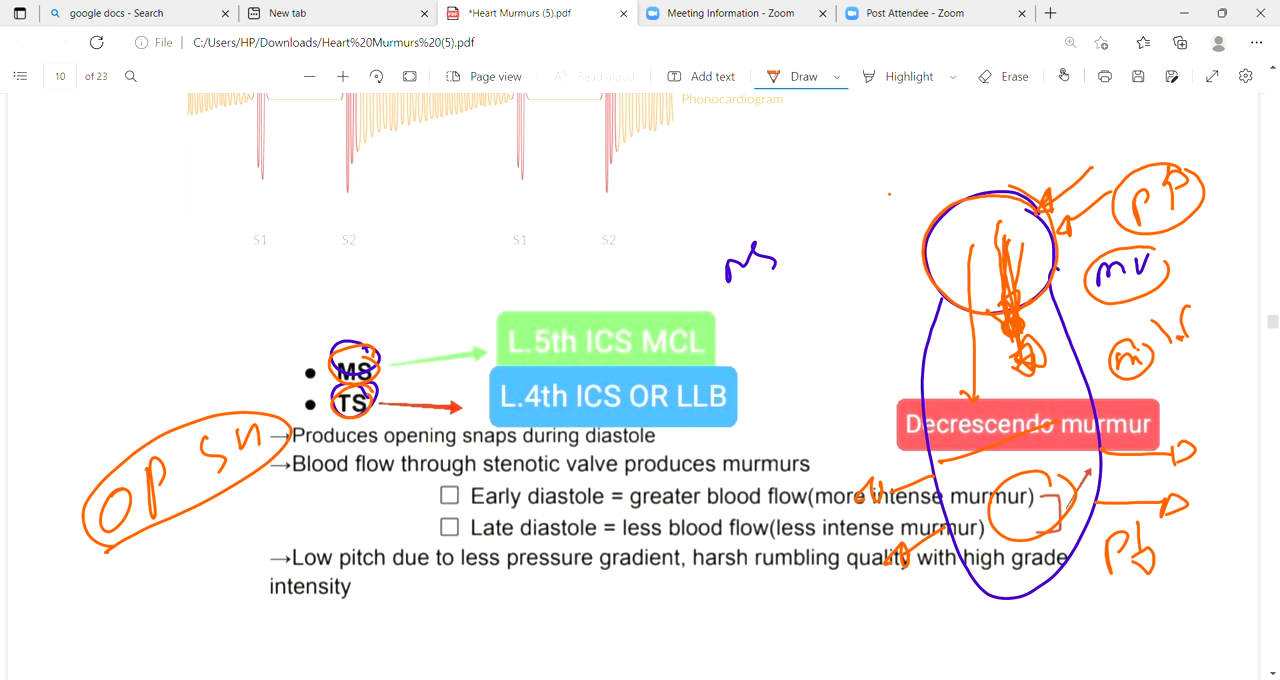 google docs - Search
New tab
*Heart Murmurs (5).pdf
Meeting Information - Zoom
Post Attendee - Zoom
File
C:/Users/HP/Downloads/Heart%20Murmurs%20(5).pdf
10 of 23
Page view
Read aloud
Add text
Draw
Highlight
Erase
Phonocardiogram
S1 S2 S1 S2
PP
MV
MS
L.5th ICS MCL
• MS
• TS
L.4th ICS OR LLB
Decrescendo murmur
OP SN
→Produces opening snaps during diastole
→Blood flow through stenotic valve produces murmurs
Early diastole = greater blood flow(more intense murmur)
Late diastole = less blood flow(less intense murmur)
→Low pitch due to less pressure gradient, harsh rumbling quality with high grade
intensity